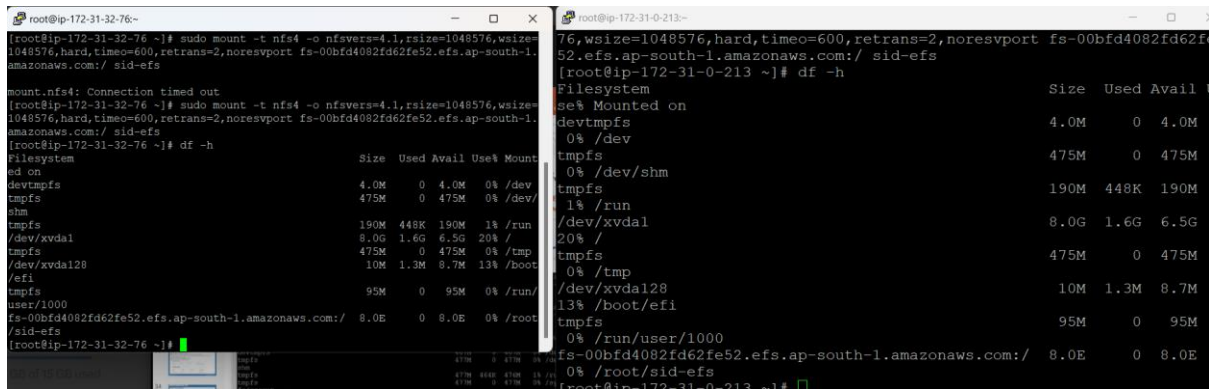 root@ip-172-31-32-76:~
[root@ip-172-31-32-76 ~]# sudo mount -t nfs4 -o nfsvers=4.1,rsize=1048576,wsize=
1048576,hard,timeo=600,retrans=2,noresvport fs-00bfd4082fd62fe52.efs.ap-south-1.
amazonaws.com:/ sid-efs
mount.nfs4: Connection timed out
[root@ip-172-31-32-76 ~]# sudo mount -t nfs4 -o nfsvers=4.1,rsize=1048576,wsize=
1048576,hard,timeo=600,retrans=2,noresvport fs-00bfd4082fd62fe52.efs.ap-south-1.
amazonaws.com:/ sid-efs
[root@ip-172-31-32-76 ~]# df -h
Filesystem Size Used Avail Use% Mount
ed on
devtmpfs 4.0M 0 4.0M 0% /dev
tmpfs 475M 0 475M 0% /dev/
shm
tmpfs 190M 448K 190M 1% /run
/dev/xvda1 8.0G 1.6G 6.5G 20% /
tmpfs 475M 0 475M 0% /tmp
/dev/xvda128 10M 1.3M 8.7M 13% /boot
/efi
tmpfs 95M 0 95M 0% /run/
user/1000
fs-00bfd4082fd62fe52.efs.ap-south-1.amazonaws.com:/ 8.0E 0 8.0E 0% /root
/sid-efs
[root@ip-172-31-32-76 ~]#
root@ip-172-31-0-213:~
76,wsize=1048576,hard,timeo=600,retrans=2,noresvport fs-00bfd4082fd62fe
52.efs.ap-south-1.amazonaws.com:/ sid-efs
[root@ip-172-31-0-213 ~]# df -h
Filesystem Size Used Avail U
se% Mounted on
devtmpfs 4.0M 0 4.0M
0% /dev
tmpfs 475M 0 475M
0% /dev/shm
tmpfs 190M 448K 190M
1% /run
/dev/xvda1 8.0G 1.6G 6.5G
20% /
tmpfs 475M 0 475M
0% /tmp
/dev/xvda128 10M 1.3M 8.7M
13% /boot/efi
tmpfs 95M 0 95M
0% /run/user/1000
fs-00bfd4082fd62fe52.efs.ap-south-1.amazonaws.com:/ 8.0E 0 8.0E
0% /root/sid-efs
[root@ip-172-31-0-213 ~]#